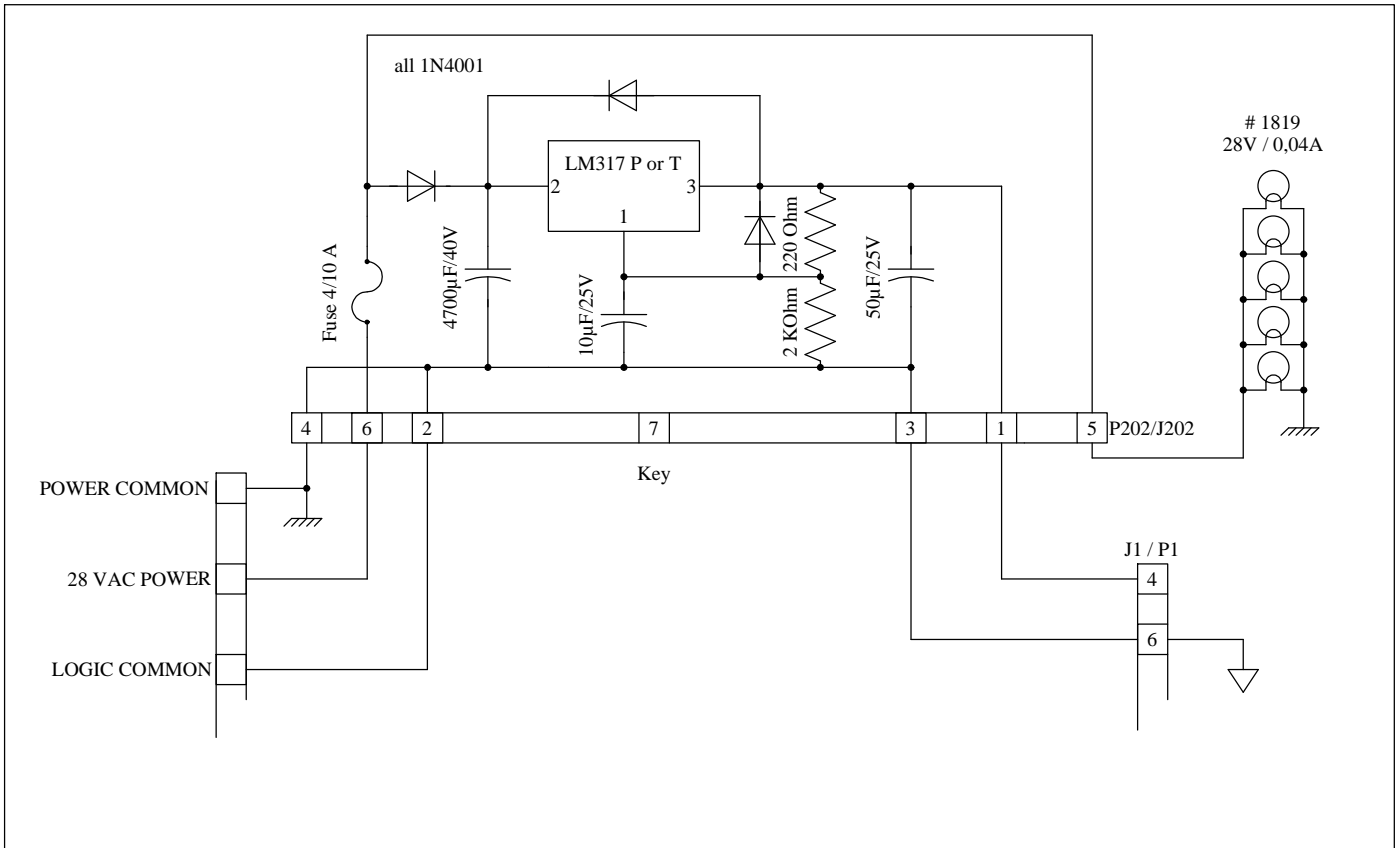 all 1N4001
# 1819
28V / 0,04A
LM317 P or T
2
3
1
Fuse 4/10 A
4700µF/40V
10µF/25V
220 Ohm
2 KOhm
50µF/25V
4
6
2
7
3
1
5
P202/J202
Key
POWER COMMON
28 VAC POWER
LOGIC COMMON
J1 / P1
4
6